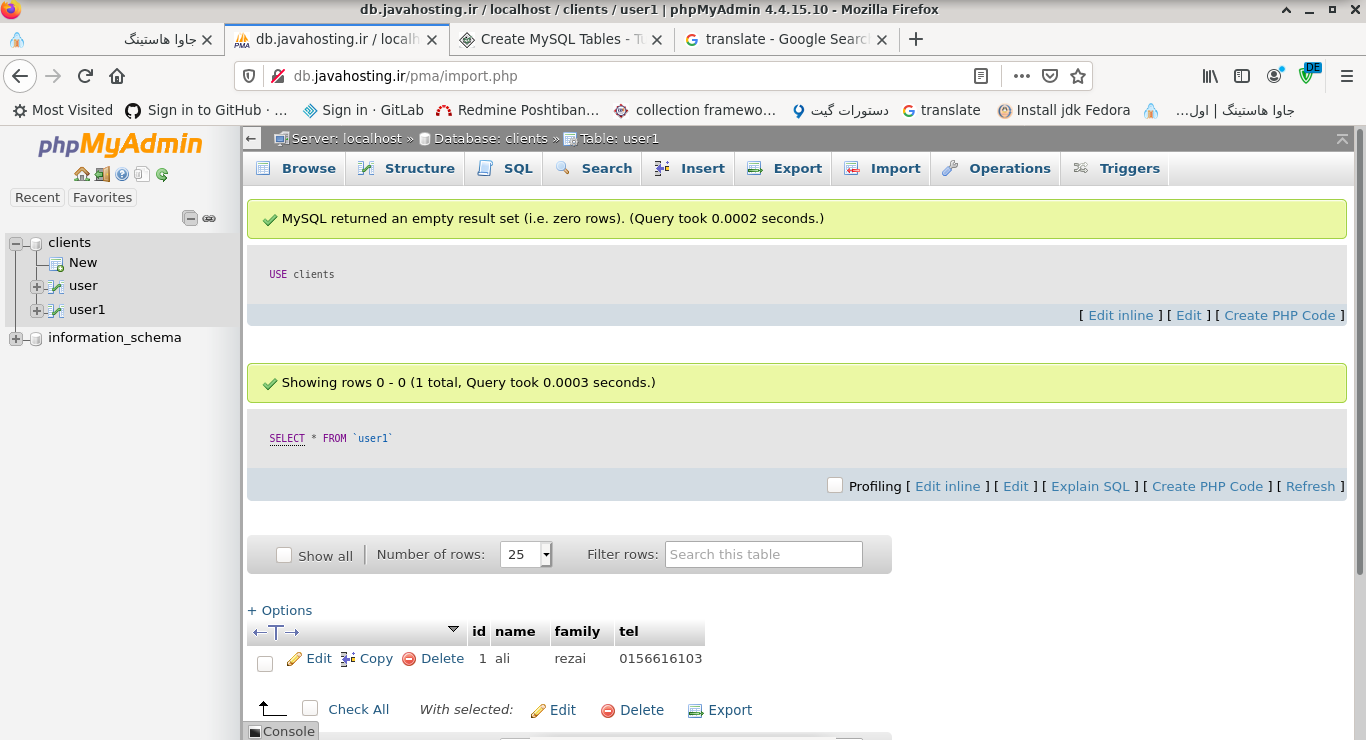 db.javahosting.ir / localhost / clients / user1 | phpMyAdmin 4.4.15.10 - Mozilla Firefox
جاوا هاستینگ
PMA db.javahosting.ir / localh
Create MySQL Tables - Tu
translate - Google Searc
db.javahosting.ir/pma/import.php
DE
Most Visited Sign in to GitHub · … Sign in · GitLab Redmine Poshtiban… collection framewo… دستورات گیت translate Install jdk Fedora جاوا هاستینگ | اول…
phpMyAdmin
Recent Favorites
clients
New
user
user1
information_schema
Server: localhost » Database: clients » Table: user1
Browse Structure SQL Search Insert Export Import Operations Triggers
MySQL returned an empty result set (i.e. zero rows). (Query took 0.0002 seconds.)
USE clients
[ Edit inline ] [ Edit ] [ Create PHP Code ]
Showing rows 0 - 0 (1 total, Query took 0.0003 seconds.)
SELECT * FROM `user1`
Profiling [ Edit inline ] [ Edit ] [ Explain SQL ] [ Create PHP Code ] [ Refresh ]
Show all Number of rows: 25 Filter rows: Search this table
+ Options
←T→ id name family tel
Edit Copy Delete 1 ali rezai 0156616103
Check All With selected: Edit Delete Export
Console